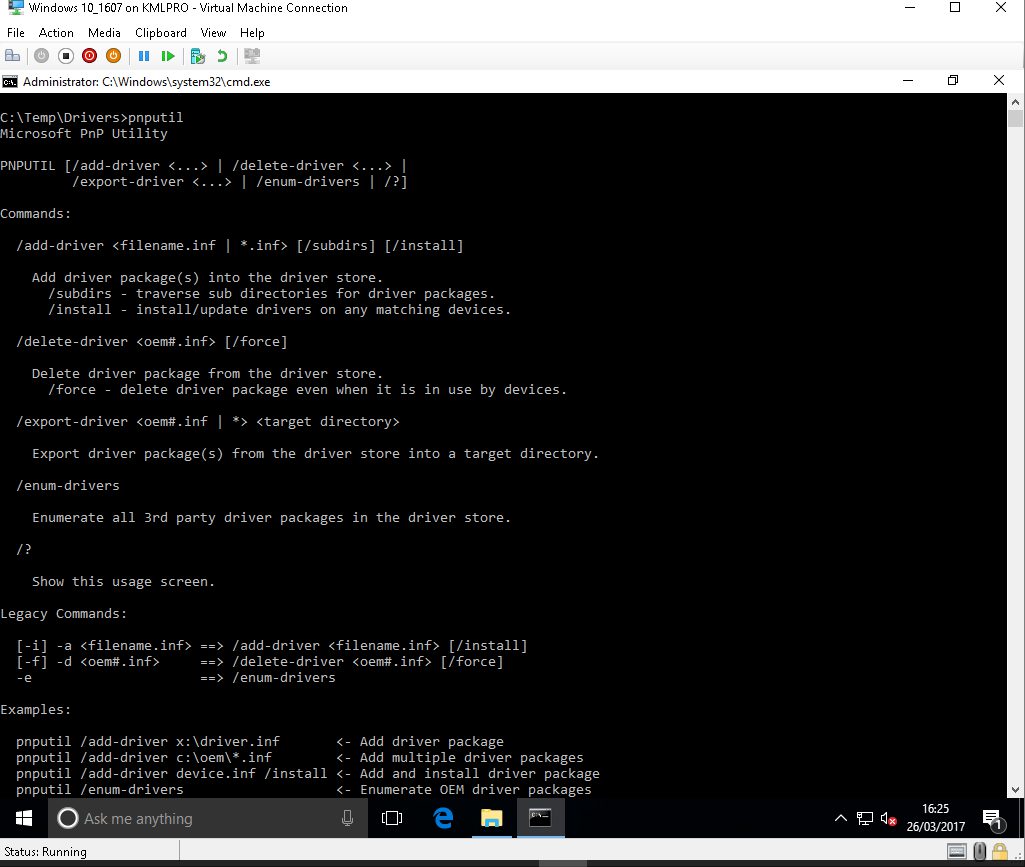 Windows 10_1607 on KMLPRO - Virtual Machine Connection
File Action Media Clipboard View Help
Administrator: C:\Windows\system32\cmd.exe
C:\Temp\Drivers>pnputil
Microsoft PnP Utility
PNPUTIL [/add-driver <...> | /delete-driver <...> |
/export-driver <...> | /enum-drivers | /?]
Commands:
/add-driver <filename.inf | *.inf> [/subdirs] [/install]
Add driver package(s) into the driver store.
/subdirs - traverse sub directories for driver packages.
/install - install/update drivers on any matching devices.
/delete-driver <oem#.inf> [/force]
Delete driver package from the driver store.
/force - delete driver package even when it is in use by devices.
/export-driver <oem#.inf | *> <target directory>
Export driver package(s) from the driver store into a target directory.
/enum-drivers
Enumerate all 3rd party driver packages in the driver store.
/?
Show this usage screen.
Legacy Commands:
[-i] -a <filename.inf> ==> /add-driver <filename.inf> [/install]
[-f] -d <oem#.inf> ==> /delete-driver <oem#.inf> [/force]
-e ==> /enum-drivers
Examples:
pnputil /add-driver x:\driver.inf <- Add driver package
pnputil /add-driver c:\oem\*.inf <- Add multiple driver packages
pnputil /add-driver device.inf /install <- Add and install driver package
pnputil /enum-drivers <- Enumerate OEM driver packages
Ask me anything
16:25
26/03/2017
1
Status: Running